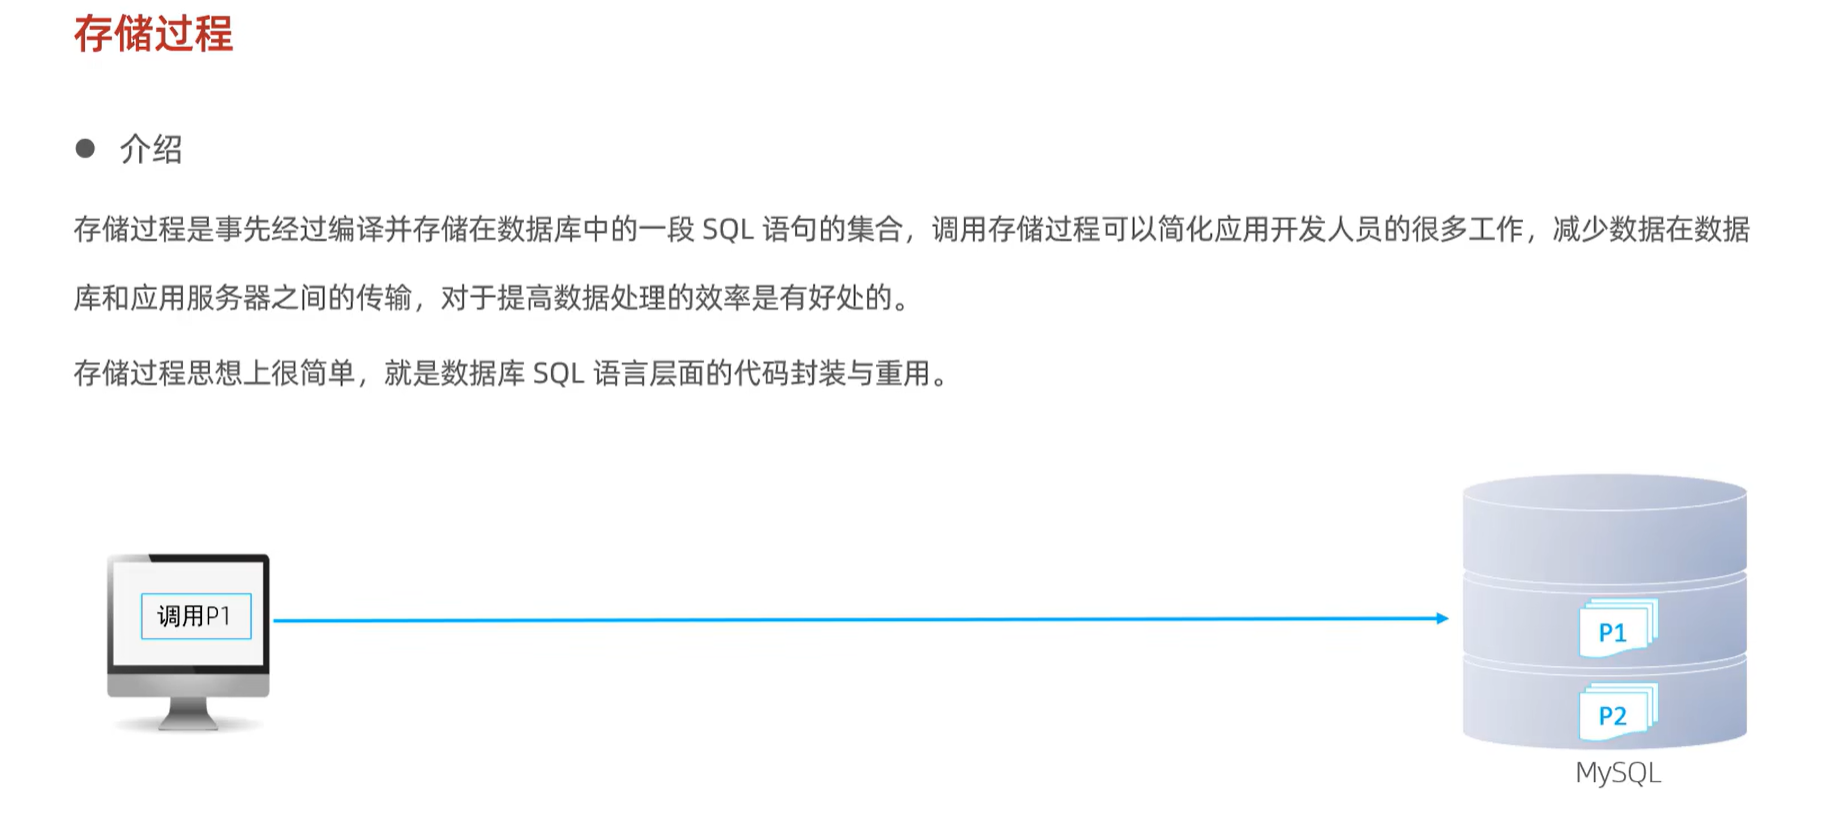 存储过程
● 介绍
存储过程是事先经过编译并存储在数据库中的一段 SQL 语句的集合，调用存储过程可以简化应用开发人员的很多工作，减少数据在数据
库和应用服务器之间的传输，对于提高数据处理的效率是有好处的。
存储过程思想上很简单，就是数据库 SQL 语言层面的代码封装与重用。
调用P1
P1
P2
MySQL